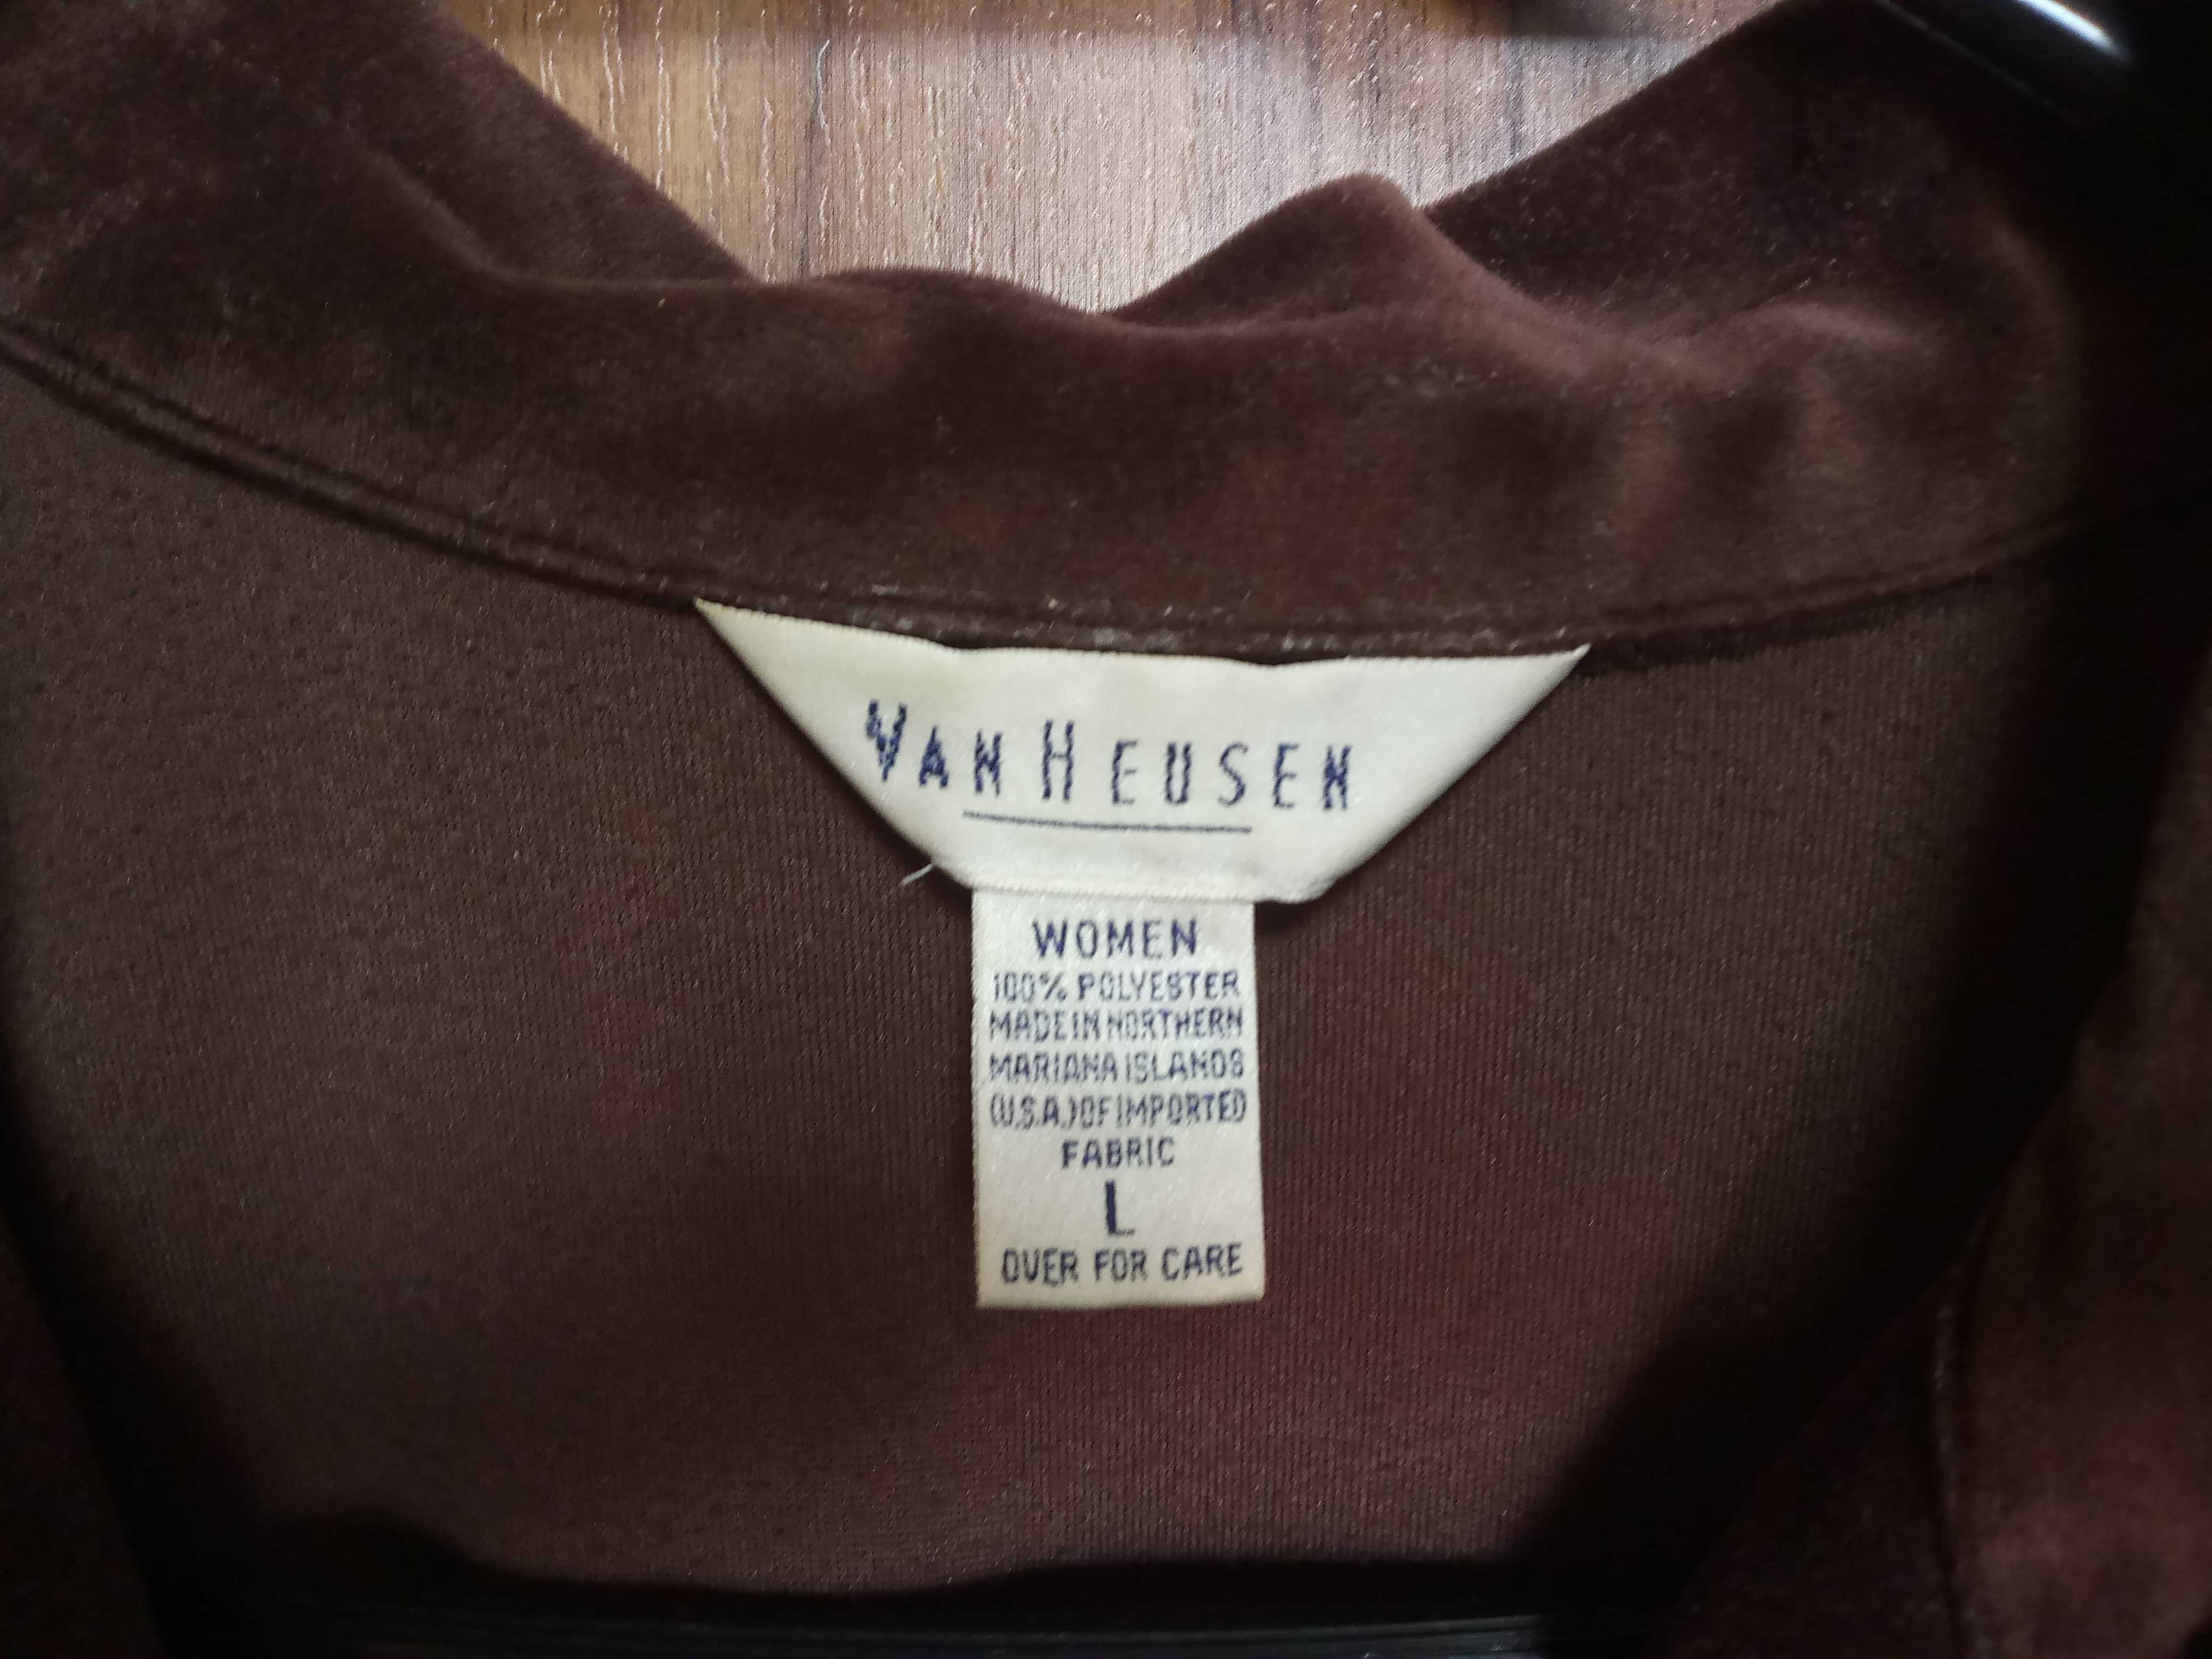 VAN HEUSEN
WOMEN
100% POLYESTER
MADE IN NORTHERN
MARIANA ISLANDS
(U.S.A.) OF IMPORTED
FABRIC
L
OVER FOR CARE